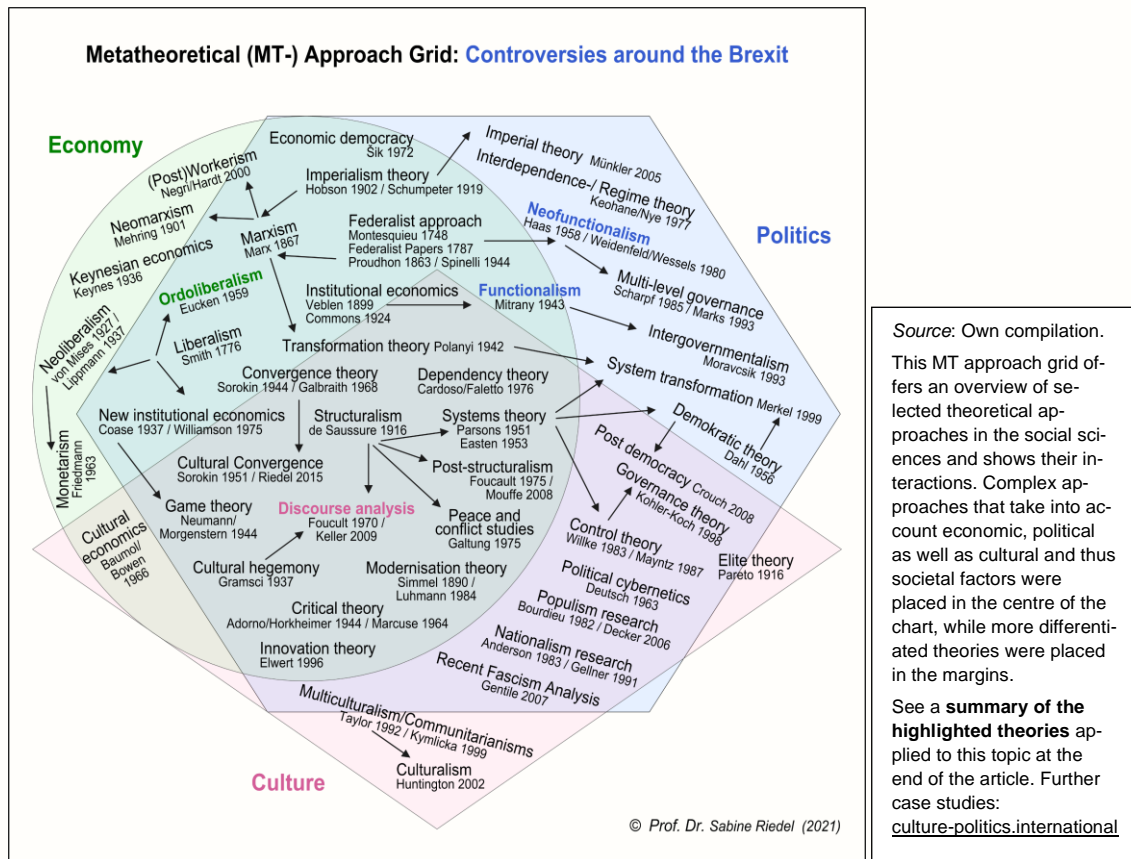 Metatheoretical (MT-) Approach Grid: Controversies around the Brexit
Economy
Politics
Culture
Economic democracy
Šik 1972
Imperial theory Münkler 2005
Interdependence-/ Regime theory
Keohane/Nye 1977
(Post)Workerism
Negri/Hardt 2000
Imperialism theory
Hobson 1902 / Schumpeter 1919
Neomarxism
Mehring 1901
Marxism
Marx 1867
Federalist approach
Montesquieu 1748
Federalist Papers 1787
Proudhon 1863 / Spinelli 1944
Neofunctionalism
Haas 1958 / Weidenfeld/Wessels 1980
Keynesian economics
Keynes 1936
Multi-level governance
Scharpf 1985 / Marks 1993
Ordoliberalism
Eucken 1959
Institutional economics
Veblen 1899
Commons 1924
Functionalism
Mitrany 1943
Intergovernmentalism
Moravcsik 1993
Neoliberalism
von Mises 1927 /
Lippmann 1937
Liberalism
Smith 1776
Transformation theory Polanyi 1942
System transformation Merkel 1999
Convergence theory
Sorokin 1944 / Galbraith 1968
Dependency theory
Cardoso/Faletto 1976
New institutional economics
Coase 1937 / Williamson 1975
Structuralism
de Saussure 1916
Systems theory
Parsons 1951
Easten 1953
Demokratic theory
Dahl 1956
Monetarism
Friedmann
1963
Cultural Convergence
Sorokin 1951 / Riedel 2015
Post-structuralism
Foucault 1975 /
Mouffe 2008
Post democracy Crouch 2008
Governance theory
Kohler-Koch 1998
Game theory
Neumann/
Morgenstern 1944
Discourse analysis
Foucult 1970 /
Keller 2009
Peace and
conflict studies
Galtung 1975
Control theory
Willke 1983 / Mayntz 1987
Elite theory
Pareto 1916
Cultural
economics
Baumol/
Bowen
1966
Cultural hegemony
Gramsci 1937
Modernisation theory
Simmel 1890 /
Luhmann 1984
Political cybernetics
Deutsch 1963
Critical theory
Adorno/Horkheimer 1944 / Marcuse 1964
Populism research
Bourdieu 1982 / Decker 2006
Innovation theory
Elwert 1996
Nationalism research
Anderson 1983 / Gellner 1991
Recent Fascism Analysis
Gentile 2007
Multiculturalism/Communitarianisms
Taylor 1992 / Kymlicka 1999
Culturalism
Huntington 2002
© Prof. Dr. Sabine Riedel (2021)
Source: Own compilation.
This MT approach grid of-
fers an overview of se-
lected theoretical ap-
proaches in the social sci-
ences and shows their in-
teractions. Complex ap-
proaches that take into ac-
count economic, political
as well as cultural and thus
societal factors were
placed in the centre of the
chart, while more differenti-
ated theories were placed
in the margins.
See a summary of the
highlighted theories ap-
plied to this topic at the
end of the article. Further
case studies:
culture-politics.international